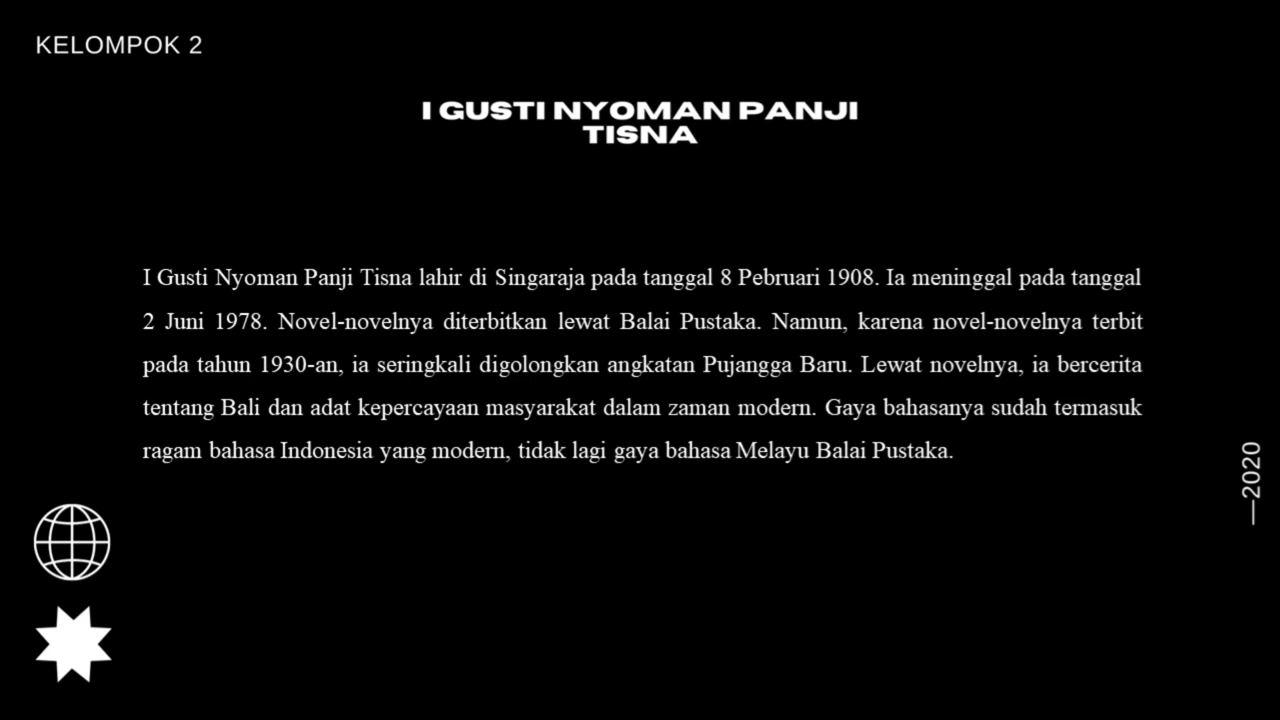 KELOMPOK 2
I GUSTI NYOMAN PANJI
TISNA
I Gusti Nyoman Panji Tisna lahir di Singaraja pada tanggal 8 Pebruari 1908. Ia meninggal pada tanggal
2 Juni 1978. Novel-novelnya diterbitkan lewat Balai Pustaka. Namun, karena novel-novelnya terbit
pada tahun 1930-an, ia seringkali digolongkan angkatan Pujangga Baru. Lewat novelnya, ia bercerita
tentang Bali dan adat kepercayaan masyarakat dalam zaman modern. Gaya bahasanya sudah termasuk
ragam bahasa Indonesia yang modern, tidak lagi gaya bahasa Melayu Balai Pustaka.
—2020